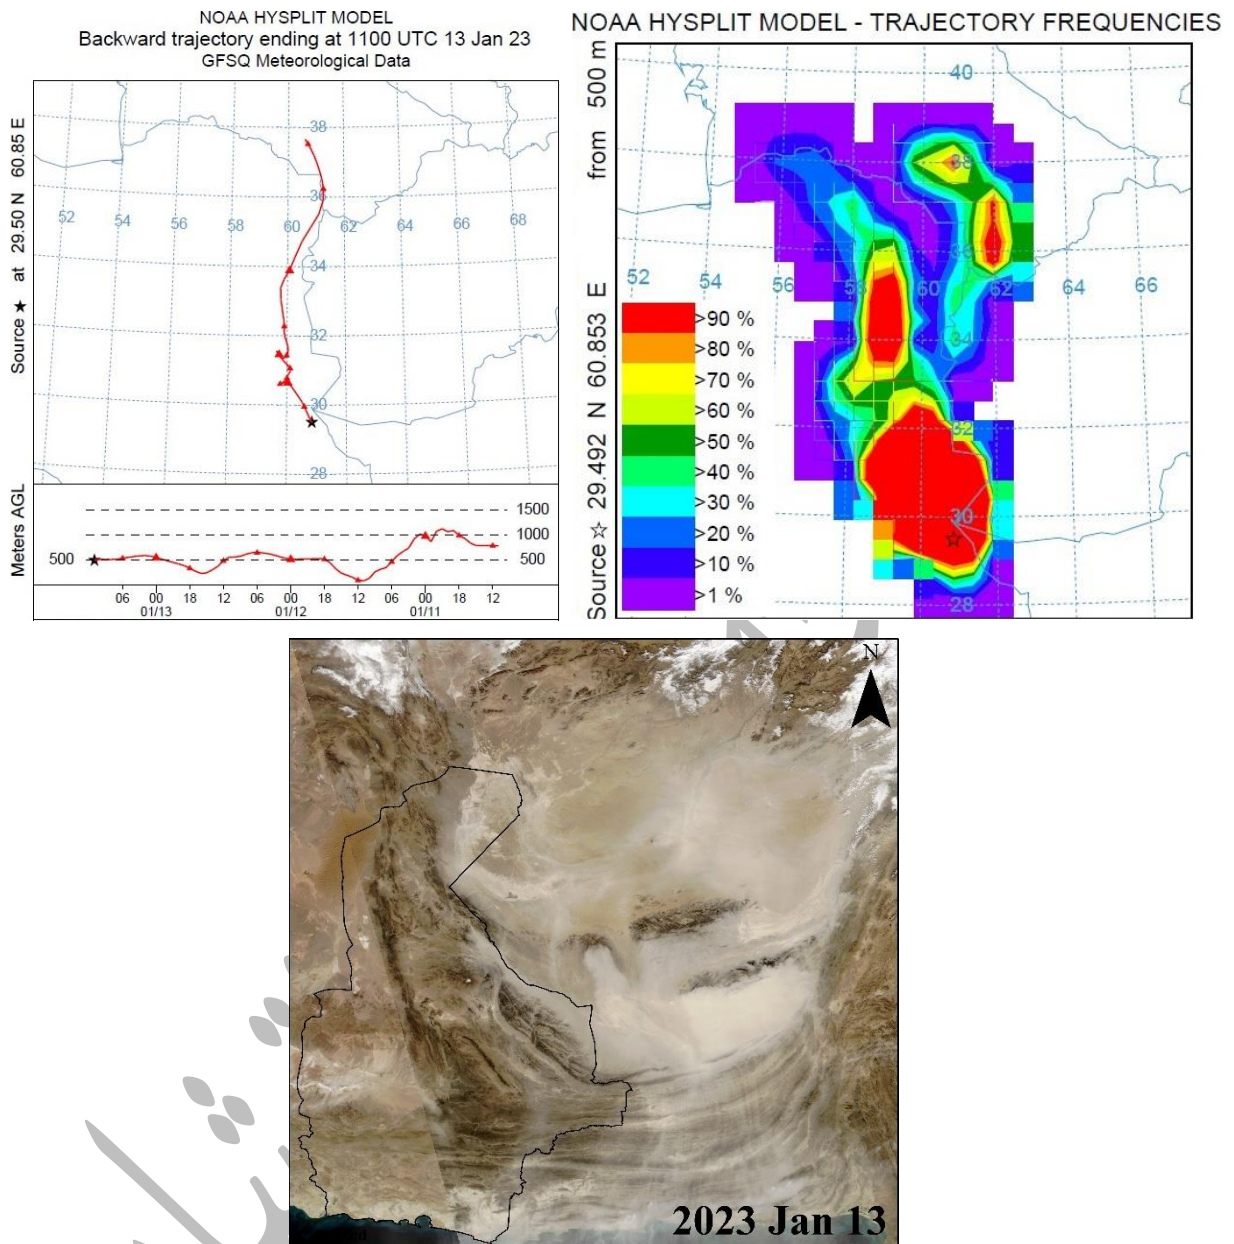 NOAA HYSPLIT MODEL
Backward trajectory ending at 1100 UTC 13 Jan 23
GFSQ Meteorological Data
Source ★ at 29.50 N 60.85 E
38
36
52 54 56 58 60 62 64 66 68
34
32
30
28
Meters AGL
1500
1000
500 500
06 00 18 12 06 00 18 12 06 00 18 12
01/13 01/12 01/11
NOAA HYSPLIT MODEL - TRAJECTORY FREQUENCIES
Source ☆ 29.492 N 60.853 E from 500 m
40
38
36
52 54 56 58 60 62 64 66
34
32
30
28
>90 %
>80 %
>70 %
>60 %
>50 %
>40 %
>30 %
>20 %
>10 %
>1 %
N
2023 Jan 13